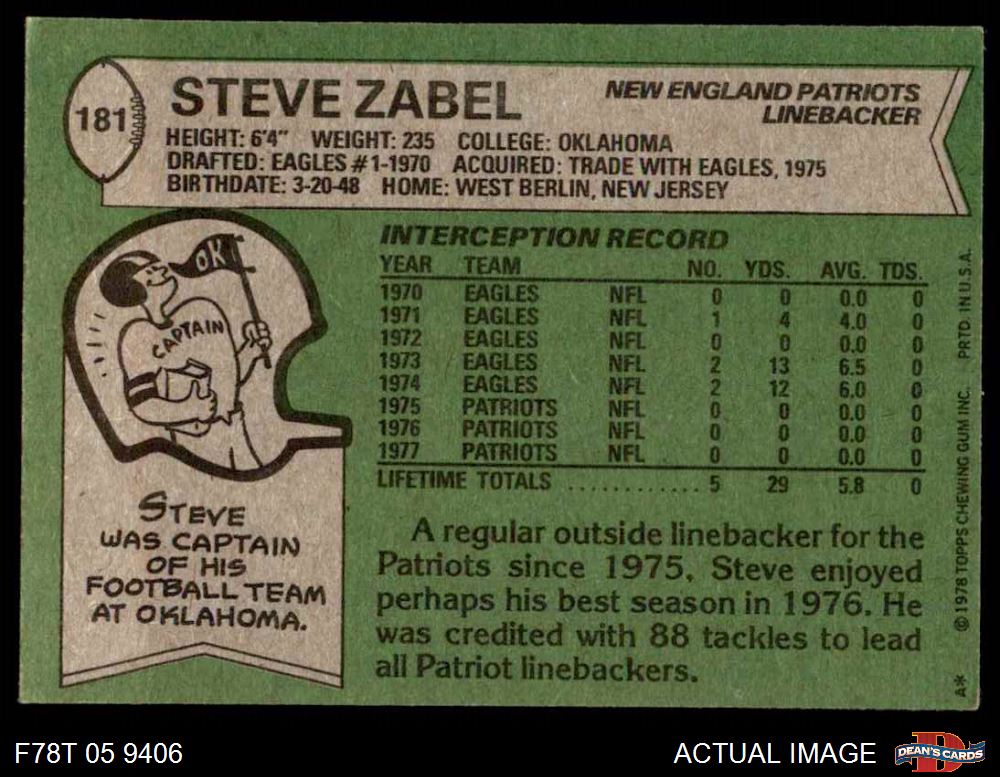 181
STEVE ZABEL
NEW ENGLAND PATRIOTS
LINEBACKER
HEIGHT: 6'4" WEIGHT: 235 COLLEGE: OKLAHOMA
DRAFTED: EAGLES #1-1970 ACQUIRED: TRADE WITH EAGLES, 1975
BIRTHDATE: 3-20-48 HOME: WEST BERLIN, NEW JERSEY
OK
CAPTAIN
STEVE
WAS CAPTAIN
OF HIS
FOOTBALL TEAM
AT OKLAHOMA.
INTERCEPTION RECORD
YEAR TEAM NO. YDS. AVG. TDS.
1970 EAGLES NFL 0 0 0.0 0
1971 EAGLES NFL 1 4 4.0 0
1972 EAGLES NFL 0 0 0.0 0
1973 EAGLES NFL 2 13 6.5 0
1974 EAGLES NFL 2 12 6.0 0
1975 PATRIOTS NFL 0 0 0.0 0
1976 PATRIOTS NFL 0 0 0.0 0
1977 PATRIOTS NFL 0 0 0.0 0
LIFETIME TOTALS ............ 5 29 5.8 0
A regular outside linebacker for the
Patriots since 1975, Steve enjoyed
perhaps his best season in 1976. He
was credited with 88 tackles to lead
all Patriot linebackers.
A* © 1978 TOPPS CHEWING GUM INC. PRTD. IN U.S.A.
F78T 05 9406
ACTUAL IMAGE
D
DEAN'S CARDS